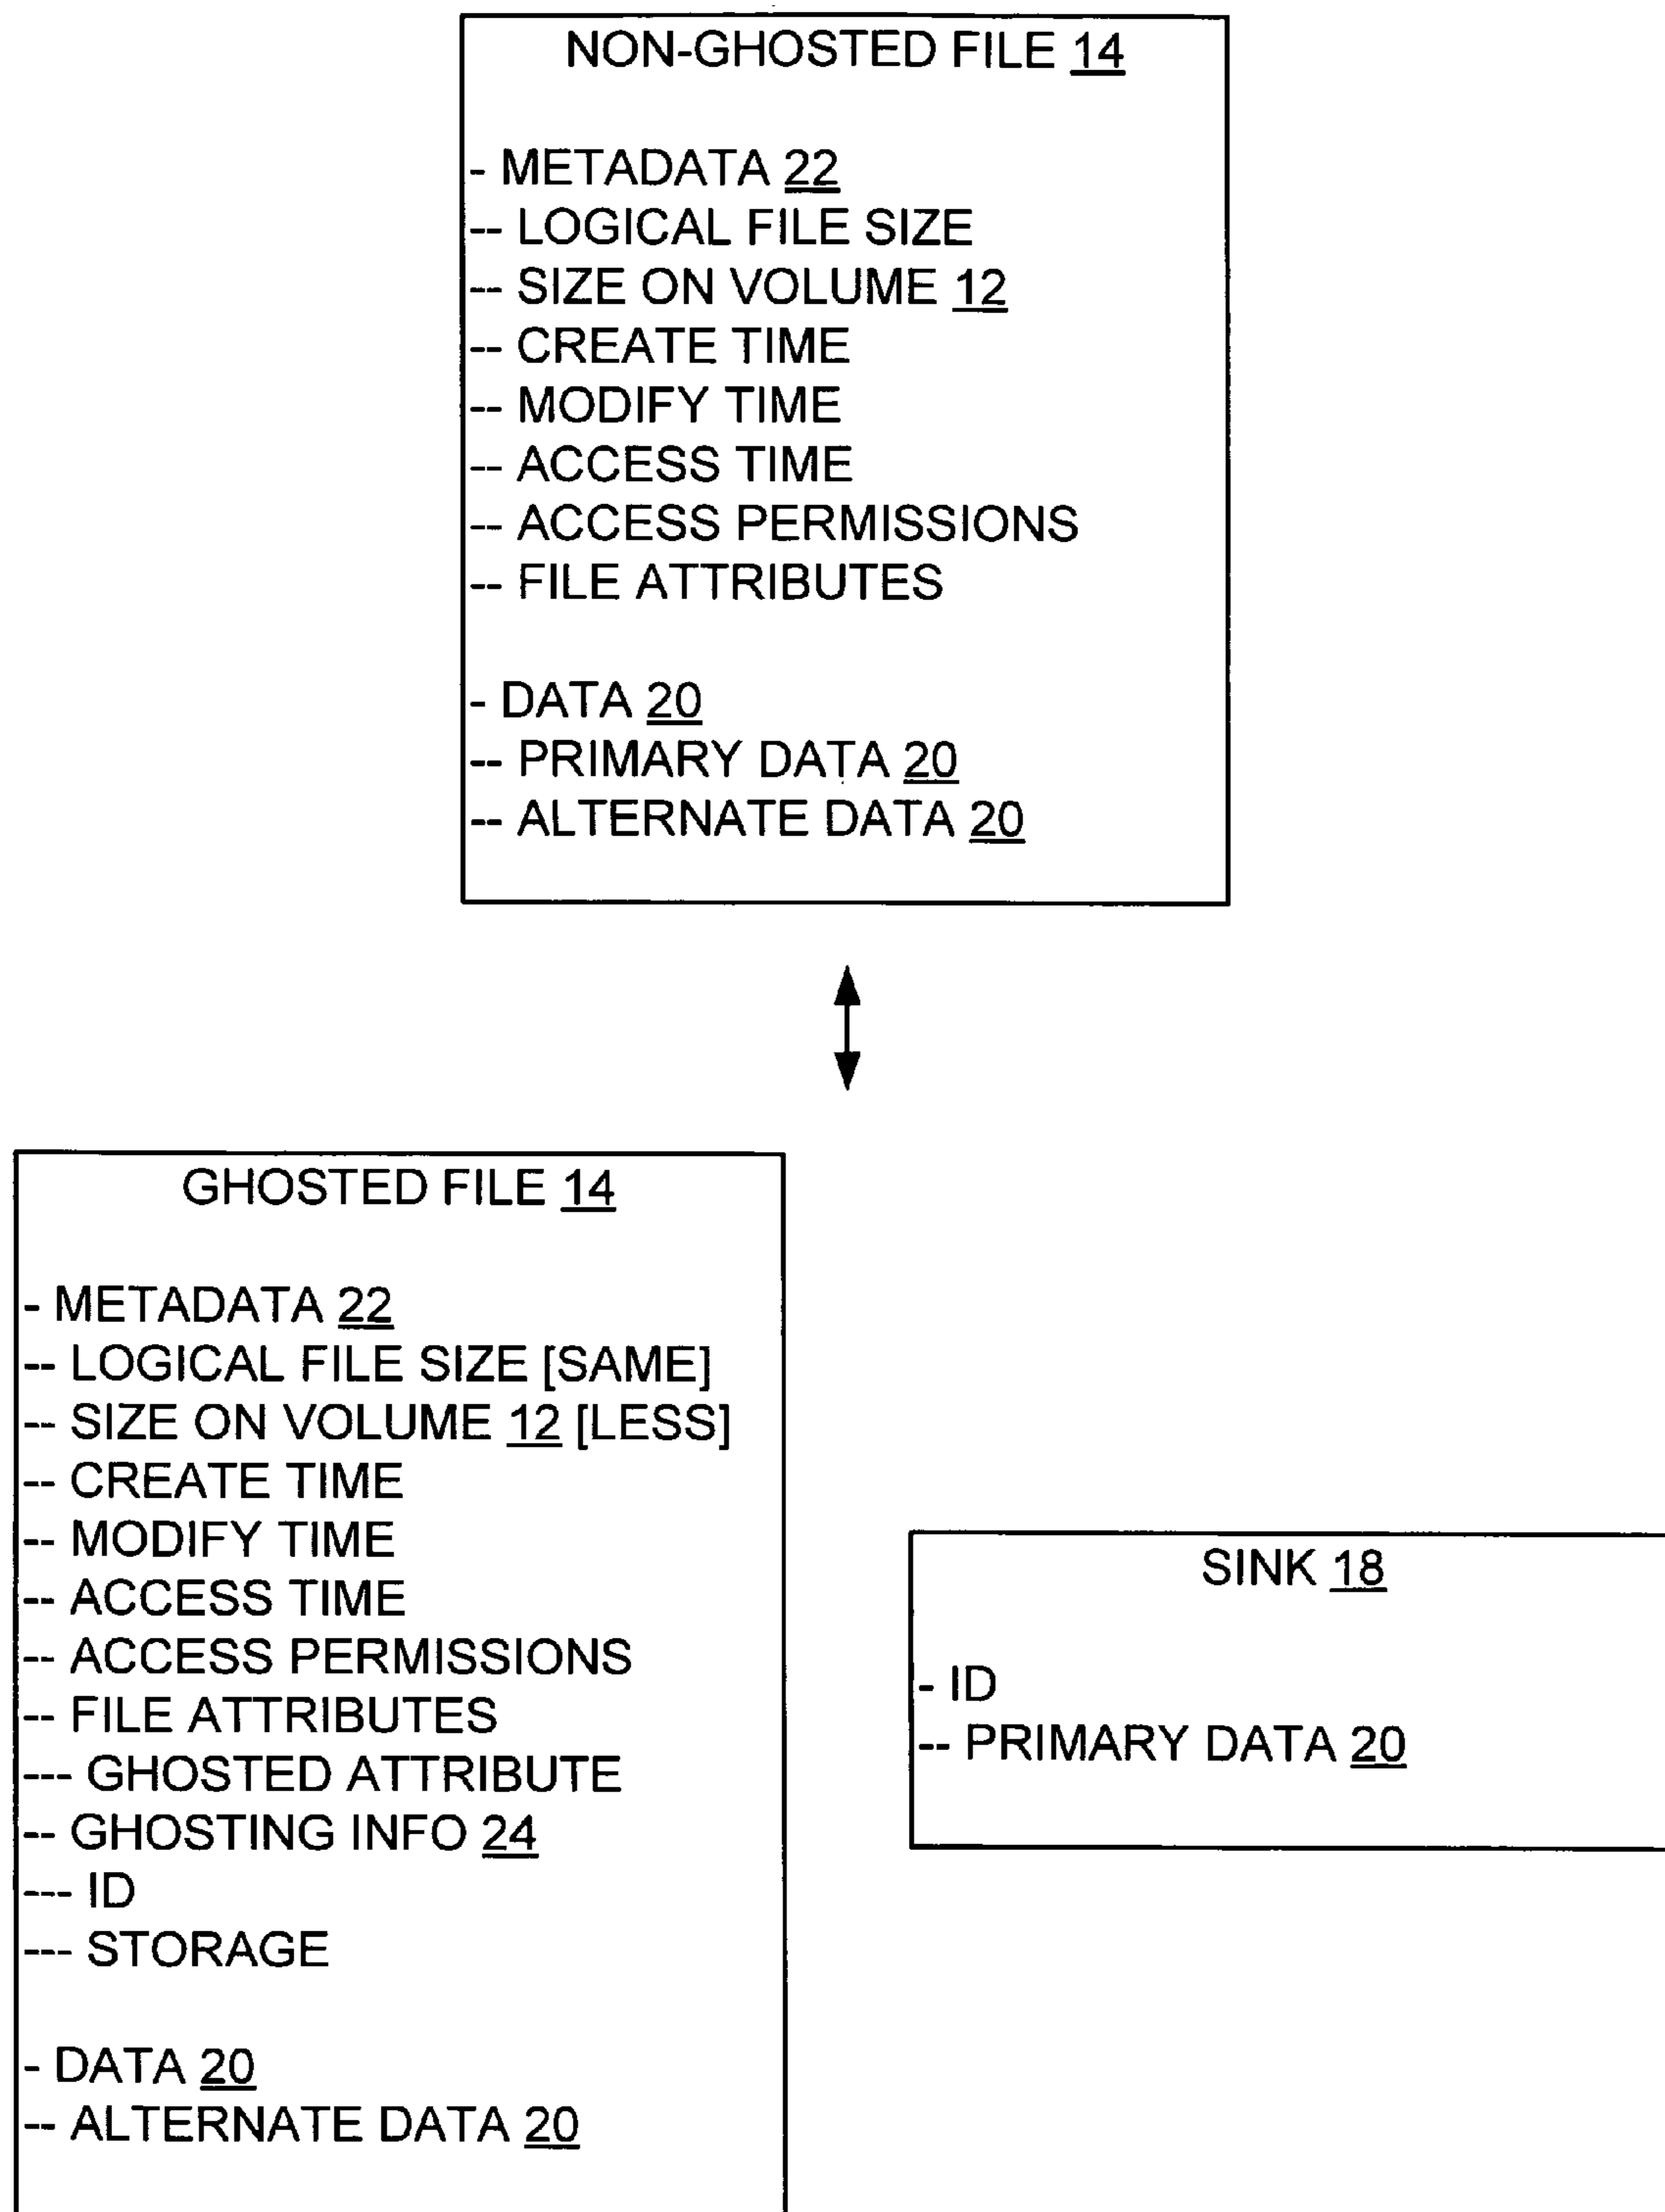 NON-GHOSTED FILE 14
- METADATA 22
-- LOGICAL FILE SIZE
-- SIZE ON VOLUME 12
-- CREATE TIME
-- MODIFY TIME
-- ACCESS TIME
-- ACCESS PERMISSIONS
-- FILE ATTRIBUTES
- DATA 20
-- PRIMARY DATA 20
-- ALTERNATE DATA 20
GHOSTED FILE 14
- METADATA 22
-- LOGICAL FILE SIZE [SAME]
-- SIZE ON VOLUME 12 [LESS]
-- CREATE TIME
-- MODIFY TIME
-- ACCESS TIME
-- ACCESS PERMISSIONS
-- FILE ATTRIBUTES
--- GHOSTED ATTRIBUTE
-- GHOSTING INFO 24
--- ID
--- STORAGE
- DATA 20
-- ALTERNATE DATA 20
SINK 18
- ID
-- PRIMARY DATA 20